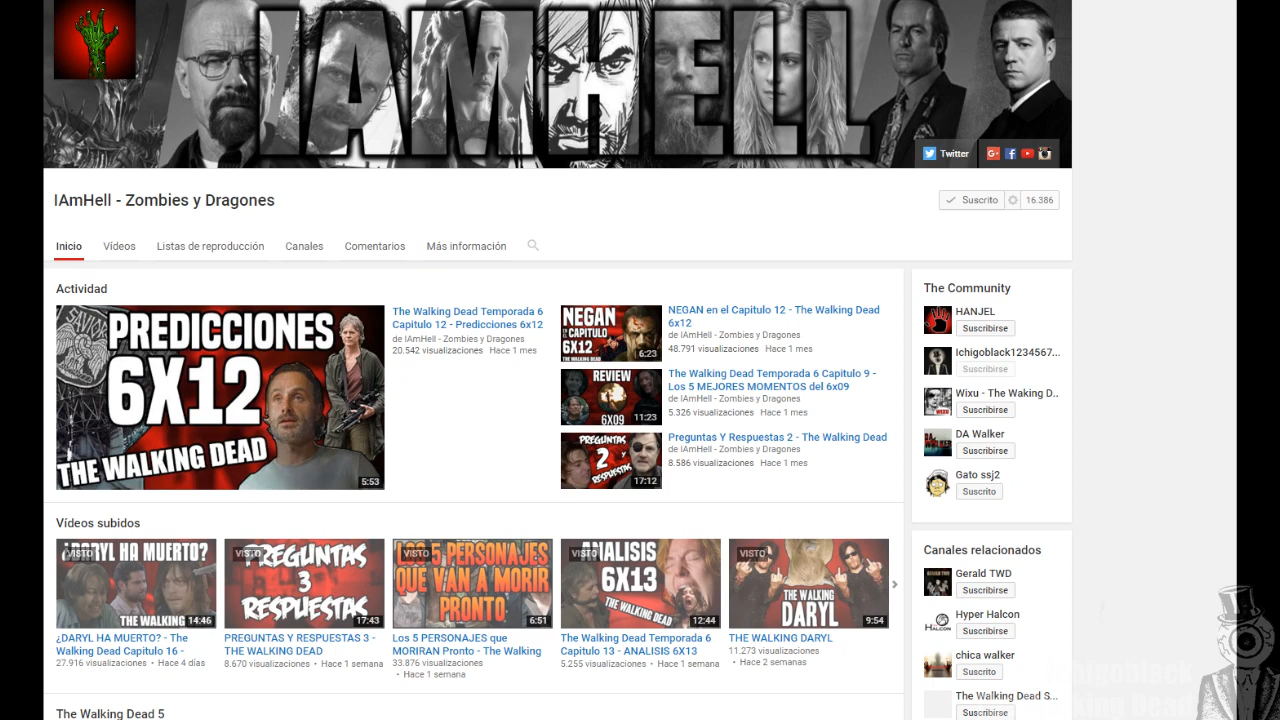 IAMHELL
Twitter
IAmHell - Zombies y Dragones
Suscrito
16.386
Inicio
Vídeos
Listas de reproducción
Canales
Comentarios
Más información
Actividad
PREDICCIONES
6X12
THE WALKING DEAD
5:53
The Walking Dead Temporada 6
Capitulo 12 - Predicciones 6x12
de IAmHell - Zombies y Dragones
20.542 visualizaciones Hace 1 mes
NEGAN
EN EL
CAPITULO
6X12
THE WALKING DEAD
6:23
NEGAN en el Capitulo 12 - The Walking Dead
6x12
de IAmHell - Zombies y Dragones
48.791 visualizaciones Hace 1 mes
REVIEW
6X09
11:23
The Walking Dead Temporada 6 Capitulo 9 -
Los 5 MEJORES MOMENTOS del 6x09
de IAmHell - Zombies y Dragones
5.326 visualizaciones Hace 1 mes
PREGUNTAS
Y
2
RESPUESTAS
17:12
Preguntas Y Respuestas 2 - The Walking Dead
de IAmHell - Zombies y Dragones
8.586 visualizaciones Hace 1 mes
Vídeos subidos
VISTO
¿DARYL HA MUERTO?
THE WALKING
14:46
¿DARYL HA MUERTO? - The
Walking Dead Capitulo 16 -
27.916 visualizaciones • Hace 4 días
VISTO
PREGUNTAS
3
RESPUESTAS
17:43
PREGUNTAS Y RESPUESTAS 3 -
THE WALKING DEAD
8.670 visualizaciones • Hace 1 semana
VISTO
LOS 5 PERSONAJES
QUE VAN A MORIR
PRONTO
6:51
Los 5 PERSONAJES que
MORIRAN Pronto - The Walking
33.876 visualizaciones
• Hace 1 semana
VISTO
ANALISIS
6X13
THE WALKING DEAD
12:44
The Walking Dead Temporada 6
Capitulo 13 - ANALISIS 6X13
5.255 visualizaciones • Hace 1 semana
VISTO
THE WALKING
DARYL
9:54
THE WALKING DARYL
11.273 visualizaciones
• Hace 2 semanas
The Walking Dead 5
The Community
HANJEL
Suscribirse
Ichigoblack1234567...
Suscribirse
Wixu - The Waking D..
Suscribirse
DA Walker
Suscribirse
Gato ssj2
Suscrito
Canales relacionados
Gerald TWD
Suscribirse
HALCON
Hyper Halcon
Suscribirse
chica walker
Suscrito
The Walking Dead S...
Suscribirse